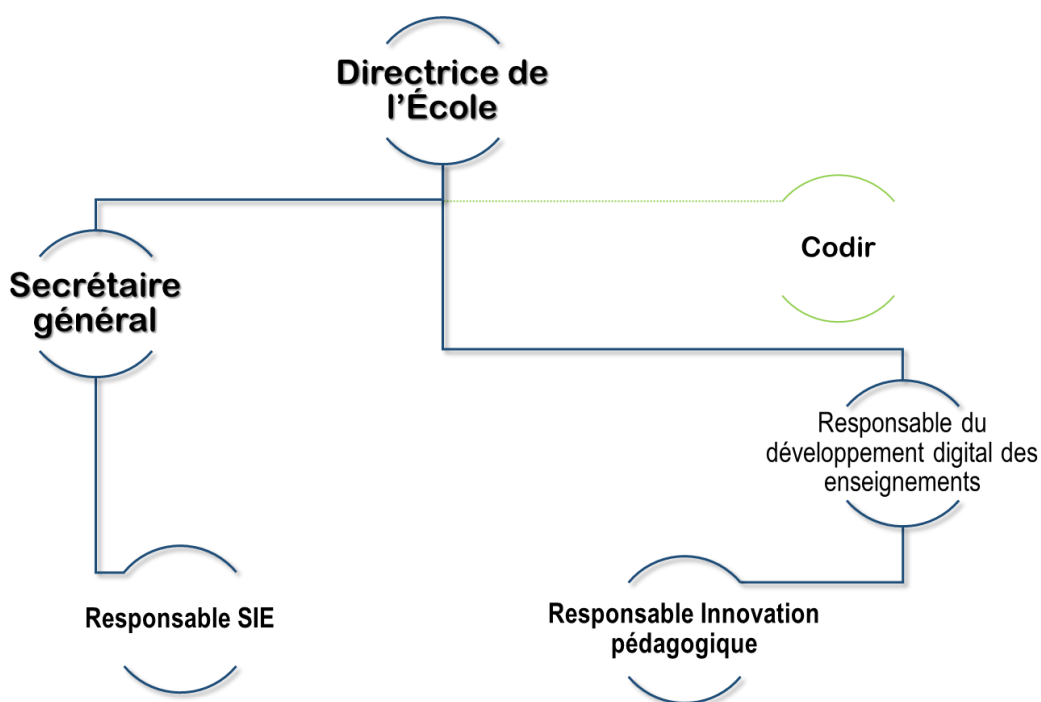 Directrice de
l’École
Codir
Secrétaire
général
Responsable du
développement digital des
enseignements
Responsable SIE
Responsable Innovation
pédagogique